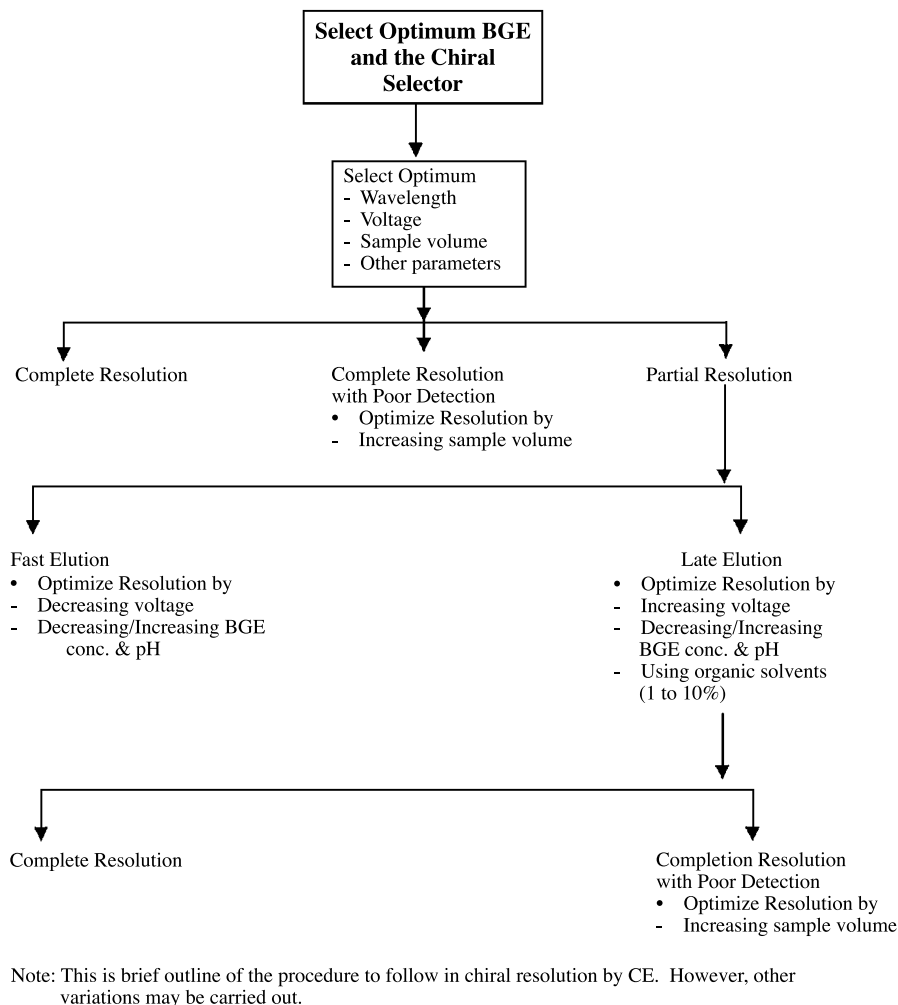 Select Optimum BGE
and the Chiral
Selector
Select Optimum
- Wavelength
- Voltage
- Sample volume
- Other parameters
Complete Resolution
Complete Resolution
with Poor Detection
• Optimize Resolution by
- Increasing sample volume
Partial Resolution
Fast Elution
• Optimize Resolution by
- Decreasing voltage
- Decreasing/Increasing BGE
conc. & pH
Late Elution
• Optimize Resolution by
- Increasing voltage
- Decreasing/Increasing
BGE conc. & pH
- Using organic solvents
(1 to 10%)
Complete Resolution
Completion Resolution
with Poor Detection
• Optimize Resolution by
- Increasing sample volume
Note: This is brief outline of the procedure to follow in chiral resolution by CE. However, other
variations may be carried out.